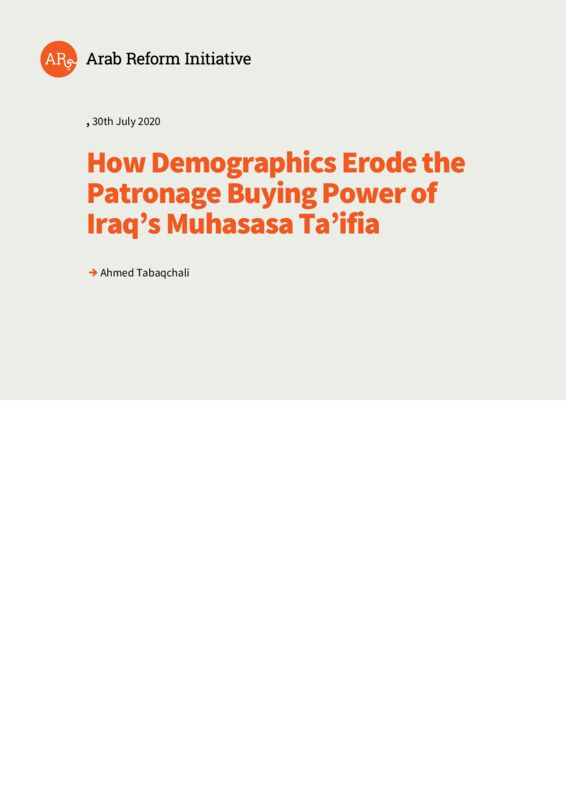 AR
Arab Reform Initiative
, 30th July 2020
How Demographics Erode the
Patronage Buying Power of
Iraq’s Muhasasa Ta’ifia
→ Ahmed Tabaqchali